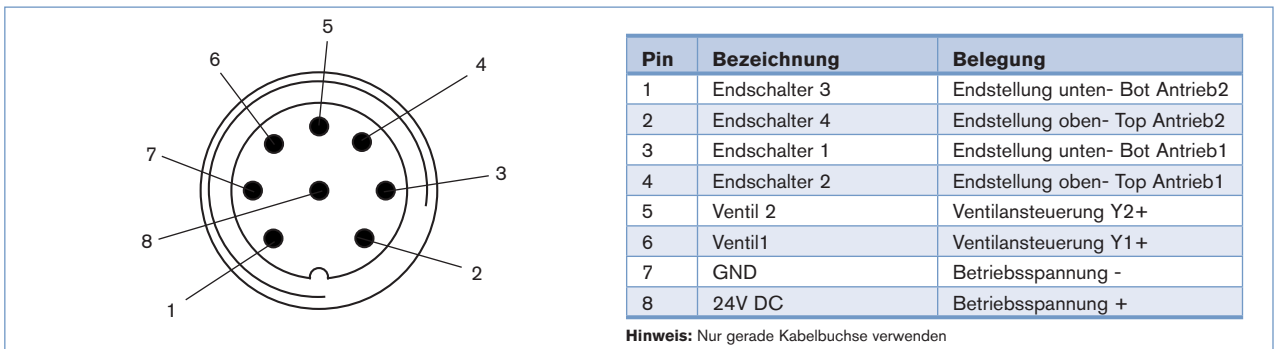 5
6
4
7
3
8
2
1
Pin Bezeichnung Belegung
1 Endschalter 3 Endstellung unten- Bot Antrieb2
2 Endschalter 4 Endstellung oben- Top Antrieb2
3 Endschalter 1 Endstellung unten- Bot Antrieb1
4 Endschalter 2 Endstellung oben- Top Antrieb1
5 Ventil 2 Ventilansteuerung Y2+
6 Ventil1 Ventilansteuerung Y1+
7 GND Betriebsspannung -
8 24V DC Betriebsspannung +
Hinweis: Nur gerade Kabelbuchse verwenden